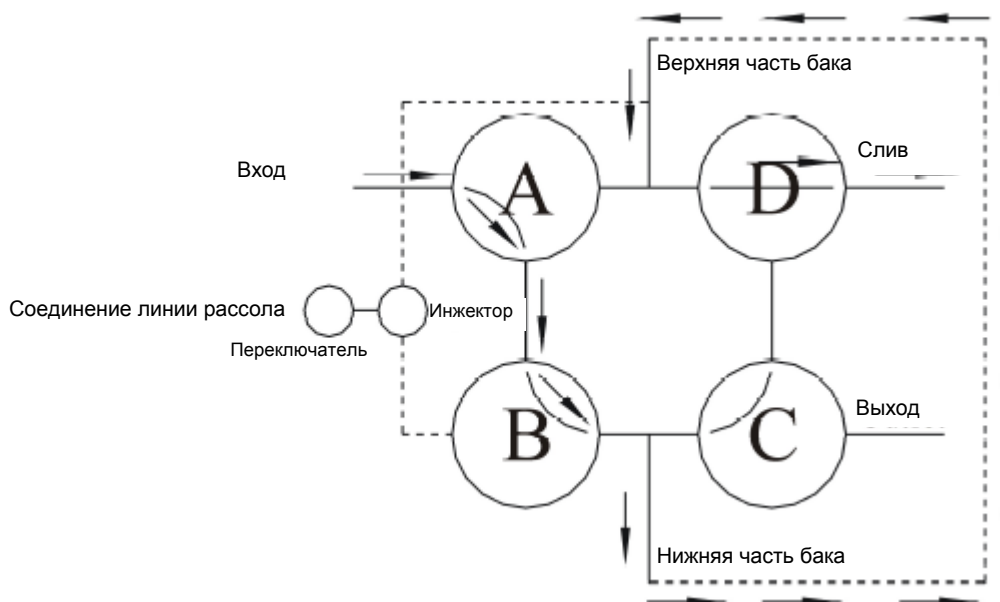 Верхняя часть бака
Вход
A
D
Слив
Соединение линии рассола
Инжектор
Переключатель
B
C
Выход
Нижняя часть бака